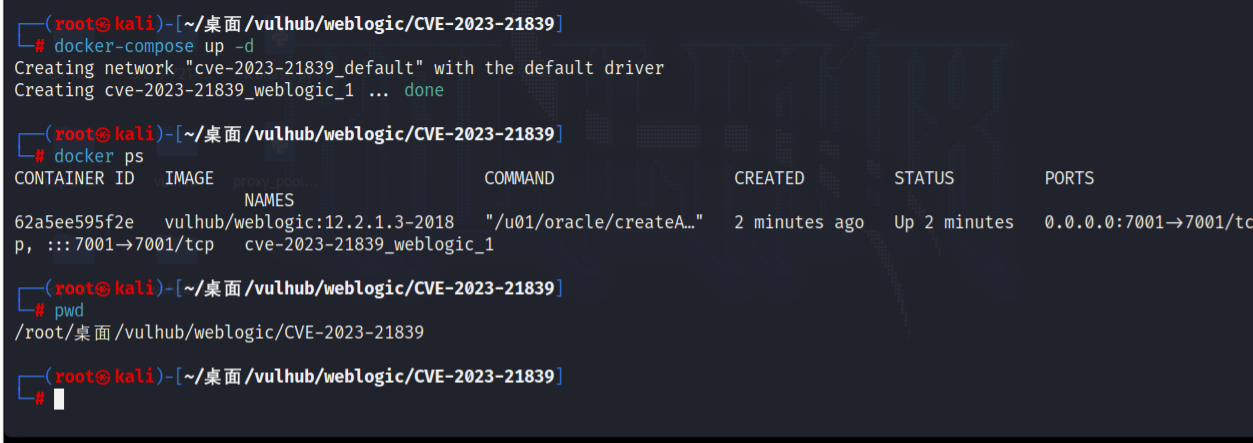 ┌──(root㉿kali)-[~/桌面/vulhub/weblogic/CVE-2023-21839]
└─# docker-compose up -d
Creating network "cve-2023-21839_default" with the default driver
Creating cve-2023-21839_weblogic_1 ... done
┌──(root㉿kali)-[~/桌面/vulhub/weblogic/CVE-2023-21839]
└─# docker ps
CONTAINER ID   IMAGE                           COMMAND                  CREATED         STATUS         PORTS
NAMES
62a5ee595f2e   vulhub/weblogic:12.2.1.3-2018   "/u01/oracle/createA…"   2 minutes ago   Up 2 minutes   0.0.0.0:7001→7001/tc
p, :::7001→7001/tcp   cve-2023-21839_weblogic_1
┌──(root㉿kali)-[~/桌面/vulhub/weblogic/CVE-2023-21839]
└─# pwd
/root/桌面/vulhub/weblogic/CVE-2023-21839
┌──(root㉿kali)-[~/桌面/vulhub/weblogic/CVE-2023-21839]
└─#